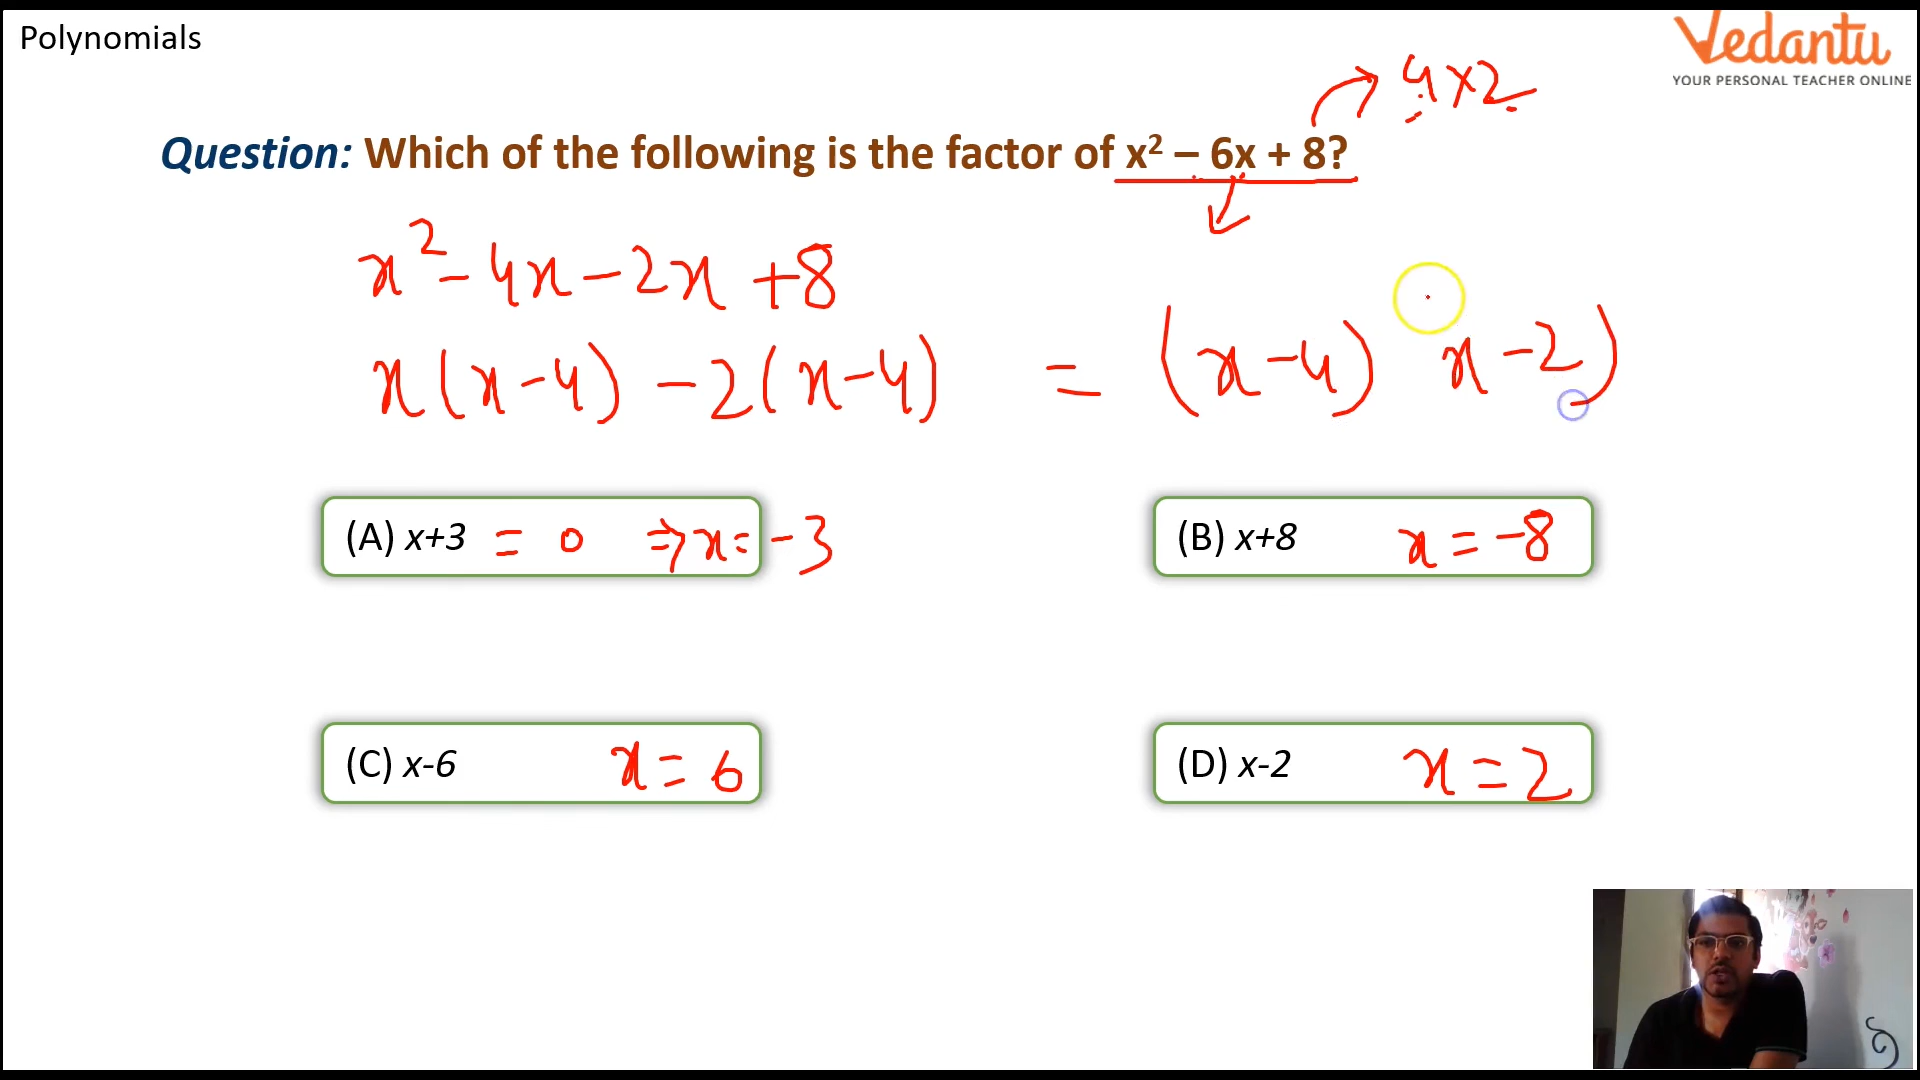 Polynomials
Vedantu
YOUR PERSONAL TEACHER ONLINE
4×2
Question: Which of the following is the factor of x² – 6x + 8?
x² - 4x - 2x + 8
x(x-4) - 2(x-4) = (x-4) x-2)
(A) x+3 = 0 ⇒ x = -3
(B) x+8 x = -8
(C) x-6 x = 6
(D) x-2 x = 2